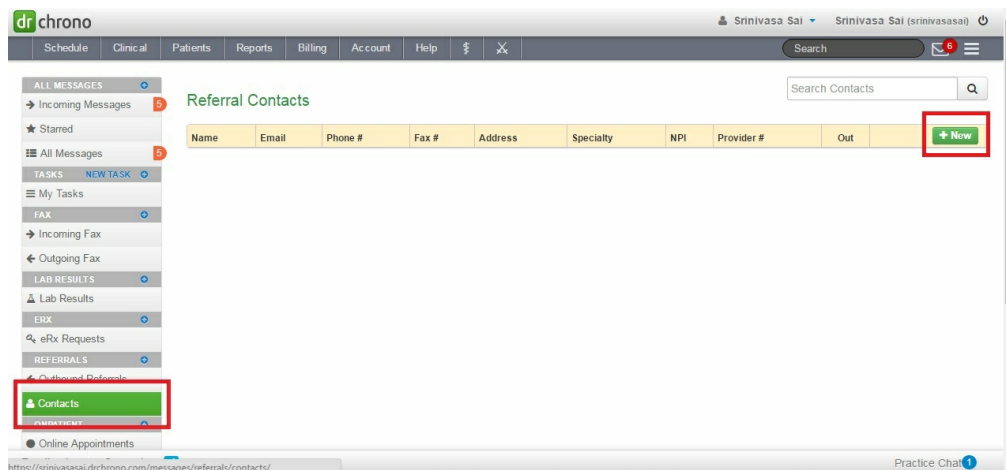 dr chrono
Srinivasa Sai Srinivasa Sai (srinivasasai)
Schedule Clinical Patients Reports Billing Account Help Search 6
ALL MESSAGES
Incoming Messages 5
Starred
All Messages 5
TASKS NEW TASK
My Tasks
FAX
Incoming Fax
Outgoing Fax
LAB RESULTS
Lab Results
ERX
eRx Requests
REFERRALS
Outbound Referrals
Contacts
ONPATIENT
Online Appointments
https://srinivasasai.drchrono.com/messages/referrals/contacts/
Search Contacts
Referral Contacts
Name Email Phone # Fax # Address Specialty NPI Provider # Out + New
Practice Chat 1